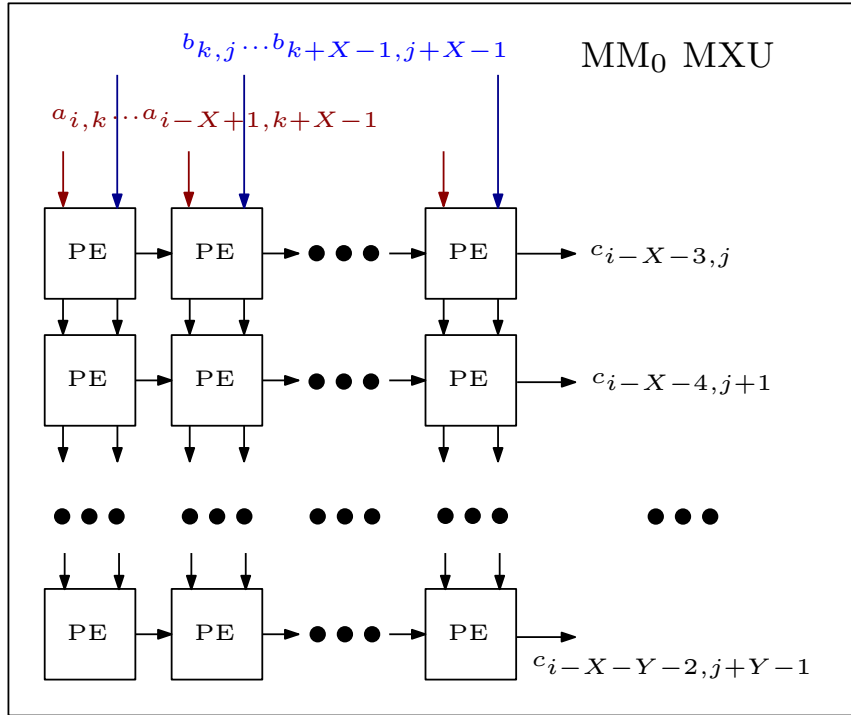 b_{k,j}...b_{k+X-1,j+X-1}
MM₀ MXU
a_{i,k}...a_{i-X+1,k+X-1}
PE PE PE c_{i-X-3,j}
PE PE PE c_{i-X-4,j+1}
PE PE PE
c_{i-X-Y-2,j+Y-1}